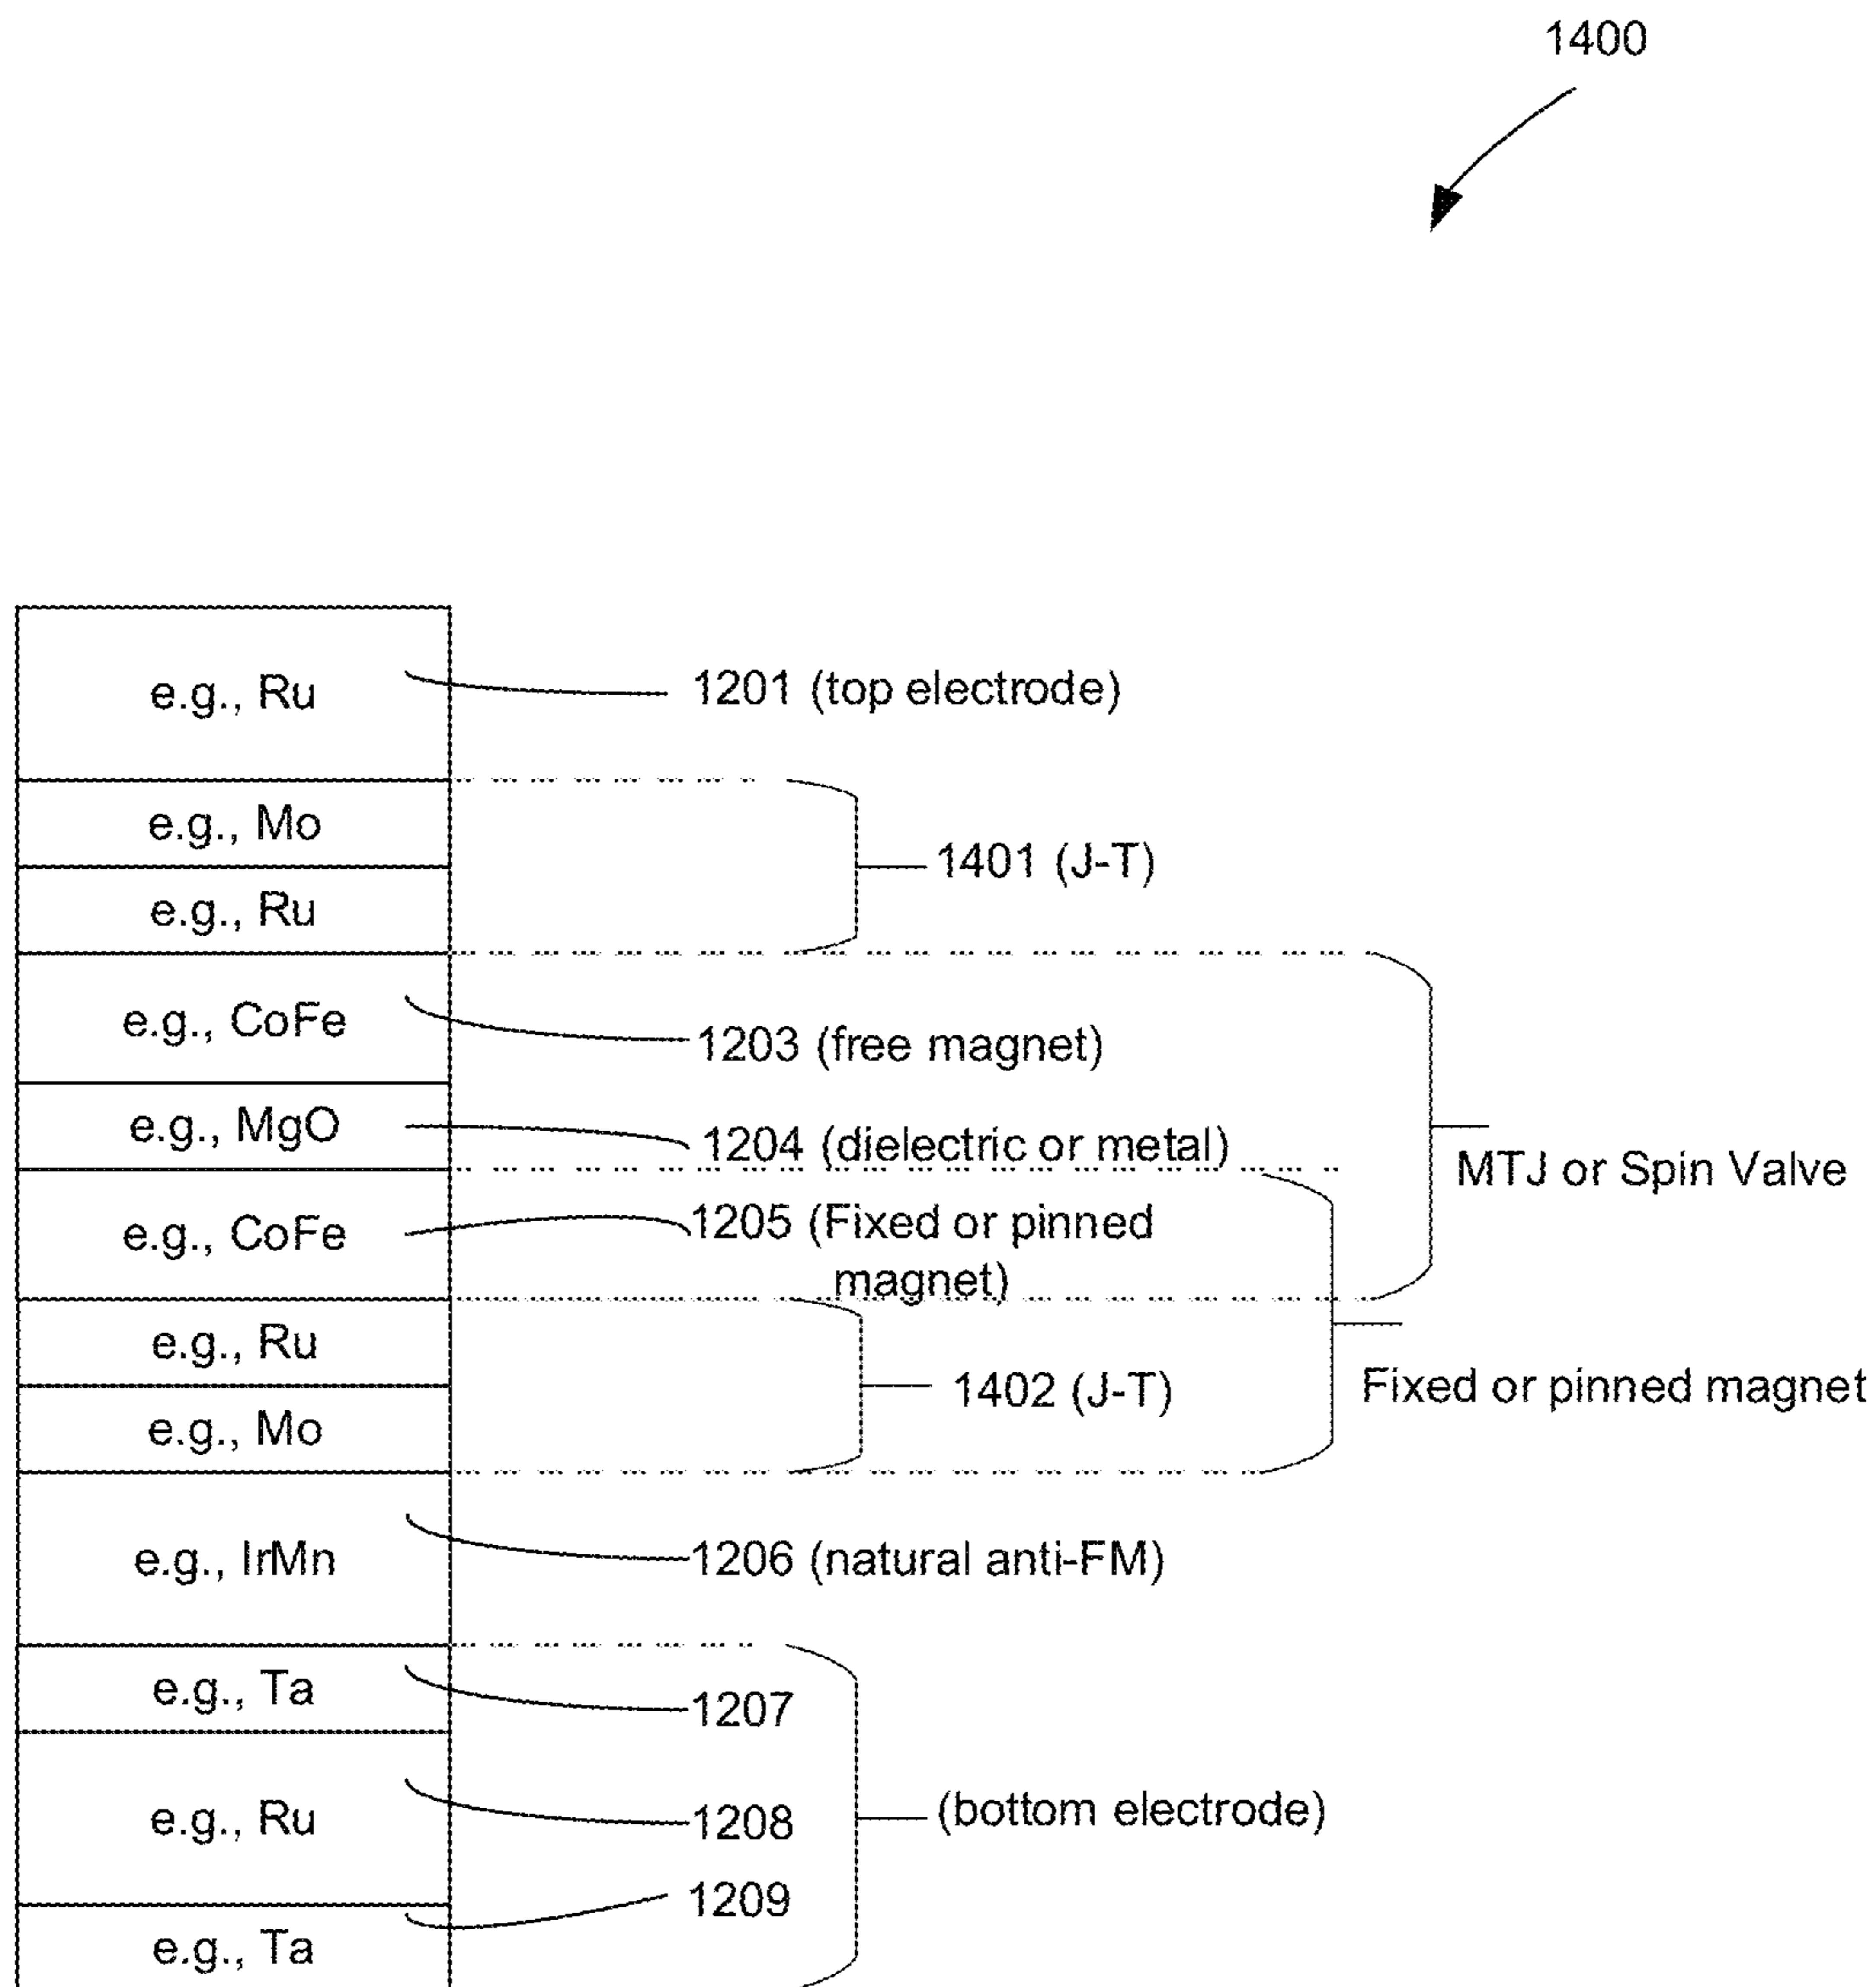 1400
e.g., Ru
1201 (top electrode)
e.g., Mo
1401 (J-T)
e.g., Ru
e.g., CoFe
1203 (free magnet)
e.g., MgO
1204 (dielectric or metal)
MTJ or Spin Valve
e.g., CoFe
1205 (Fixed or pinned
magnet)
e.g., Ru
1402 (J-T)
Fixed or pinned magnet
e.g., Mo
e.g., IrMn
1206 (natural anti-FM)
e.g., Ta
1207
e.g., Ru
1208
(bottom electrode)
1209
e.g., Ta